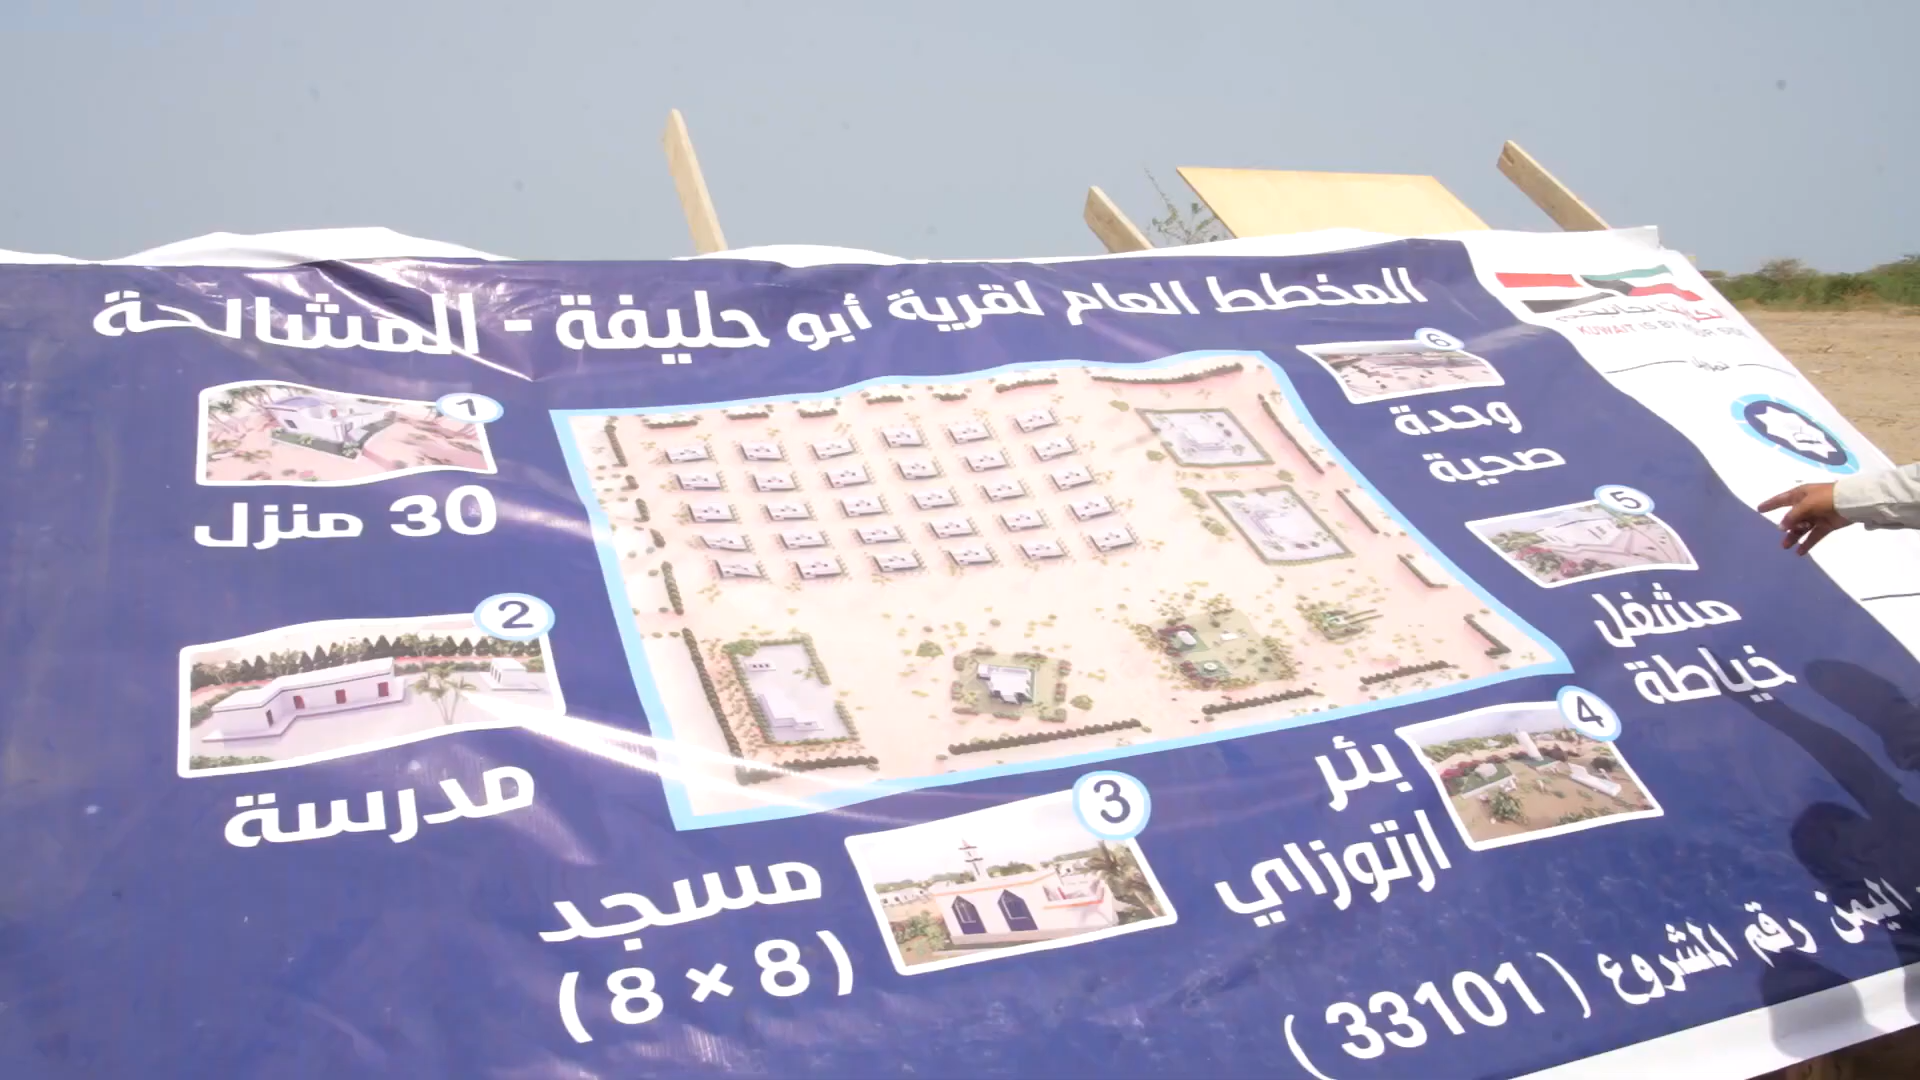 المخطط العام لقرية أبو حليفة - المشالحة
KUWAIT IS BY YOUR SIDE
1
30 منزل
2
مدرسة
3
مسجد
(8 × 8)
4
بئر
ارتوزاي
5
مشغل
خياطة
6
وحدة
صحية
اليمن رقم المشروع (33101)